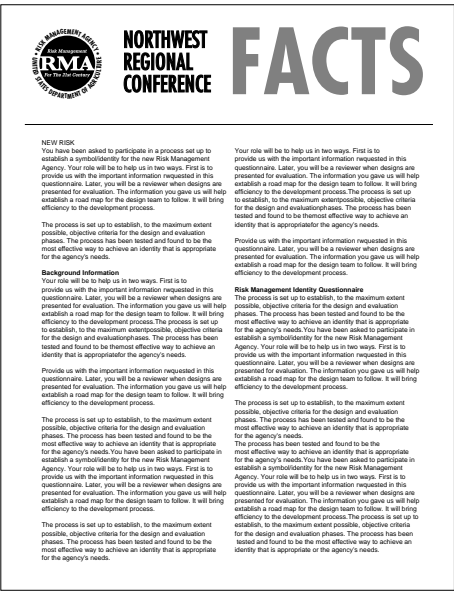 RISK MANAGEMENT AGENCY
Risk Management
RMA
For The 21st Century
UNITED STATES DEPARTMENT OF AGRICULTURE
NORTHWEST
REGIONAL
CONFERENCE
FACTS
NEW RISK
You have been asked to participate in a process set up to
establish a symbol/identity for the new Risk Management
Agency. Your role will be to help us in two ways. First is to
provide us with the important information rwquested in this
questionnaire. Later, you will be a reviewer when designs are
presented for evaluation. The information you gave us will help
establish a road map for the design team to follow. It will bring
efficiency to the development process.
The process is set up to establish, to the maximum extent
possible, objective criteria for the design and evaluation
phases. The process has been tested and found to be the
most effective way to achieve an identity that is appropriate
for the agency's needs.
Background Information
Your role will be to help us in two ways. First is to
provide us with the important information rwquested in this
questionnaire. Later, you will be a reviewer when designs are
presented for evaluation. The information you gave us will help
establish a road map for the design team to follow. It will bring
efficiency to the development process.The process is set up
to establish, to the maximum extentpossible, objective criteria
for the design and evaluationphases. The process has been
tested and found to be themost effective way to achieve an
identity that is appropriatefor the agency's needs.
Provide us with the important information rwquested in this
questionnaire. Later, you will be a reviewer when designs are
presented for evaluation. The information you gave us will help
establish a road map for the design team to follow. It will bring
efficiency to the development process.
The process is set up to establish, to the maximum extent
possible, objective criteria for the design and evaluation
phases. The process has been tested and found to be the
most effective way to achieve an identity that is appropriate
for the agency's needs.You have been asked to participate in
establish a symbol/identity for the new Risk Management
Agency. Your role will be to help us in two ways. First is to
provide us with the important information rwquested in this
questionnaire. Later, you will be a reviewer when designs are
presented for evaluation. The information you gave us will help
establish a road map for the design team to follow. It will bring
efficiency to the development process.
The process is set up to establish, to the maximum extent
possible, objective criteria for the design and evaluation
phases. The process has been tested and found to be the
most effective way to achieve an identity that is appropriate
for the agency's needs.
Your role will be to help us in two ways. First is to
provide us with the important information rwquested in this
questionnaire. Later, you will be a reviewer when designs are
presented for evaluation. The information you gave us will help
establish a road map for the design team to follow. It will bring
efficiency to the development process.The process is set up
to establish, to the maximum extentpossible, objective criteria
for the design and evaluationphases. The process has been
tested and found to be themost effective way to achieve an
identity that is appropriatefor the agency's needs.
Provide us with the important information rwquested in this
questionnaire. Later, you will be a reviewer when designs are
presented for evaluation. The information you gave us will help
establish a road map for the design team to follow. It will bring
efficiency to the development process.
Risk Management Identity Questionnaire
The process is set up to establish, to the maximum extent
possible, objective criteria for the design and evaluation
phases. The process has been tested and found to be the
most effective way to achieve an identity that is appropriate
for the agency's needs.You have been asked to participate in
establish a symbol/identity for the new Risk Management
Agency. Your role will be to help us in two ways. First is to
provide us with the important information rwquested in this
questionnaire. Later, you will be a reviewer when designs are
presented for evaluation. The information you gave us will help
establish a road map for the design team to follow. It will bring
efficiency to the development process.
The process is set up to establish, to the maximum extent
possible, objective criteria for the design and evaluation
phases. The process has been tested and found to be the
most effective way to achieve an identity that is appropriate
for the agency's needs.
The process has been tested and found to be the
most effective way to achieve an identity that is appropriate
for the agency's needs.You have been asked to participate in
establish a symbol/identity for the new Risk Management
Agency. Your role will be to help us in two ways. First is to
provide us with the important information rwquested in this
questionnaire. Later, you will be a reviewer when designs are
presented for evaluation. The information you gave us will help
establish a road map for the design team to follow. It will bring
efficiency to the development process.The process is set up to
establish, to the maximum extent possible, objective criteria
for the design and evaluation phases. The process has been
tested and found to be the most effective way to achieve an
identity that is appropriate or the agency's needs.